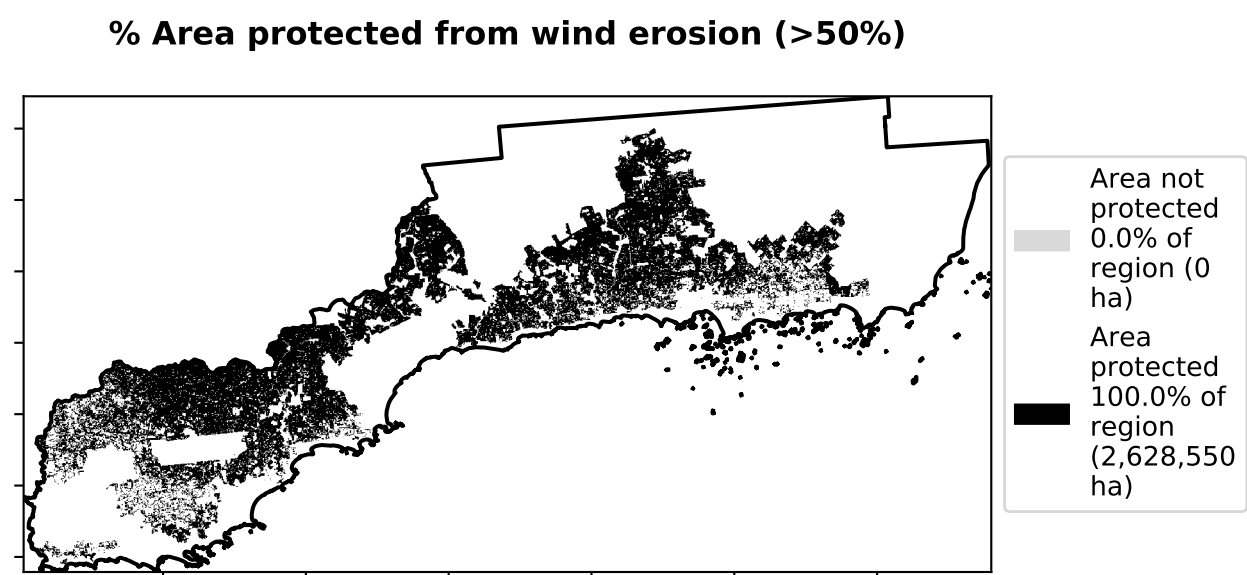 % Area protected from wind erosion (>50%)
Area not
protected
0.0% of
region (0
ha)
Area
protected
100.0% of
region
(2,628,550
ha)